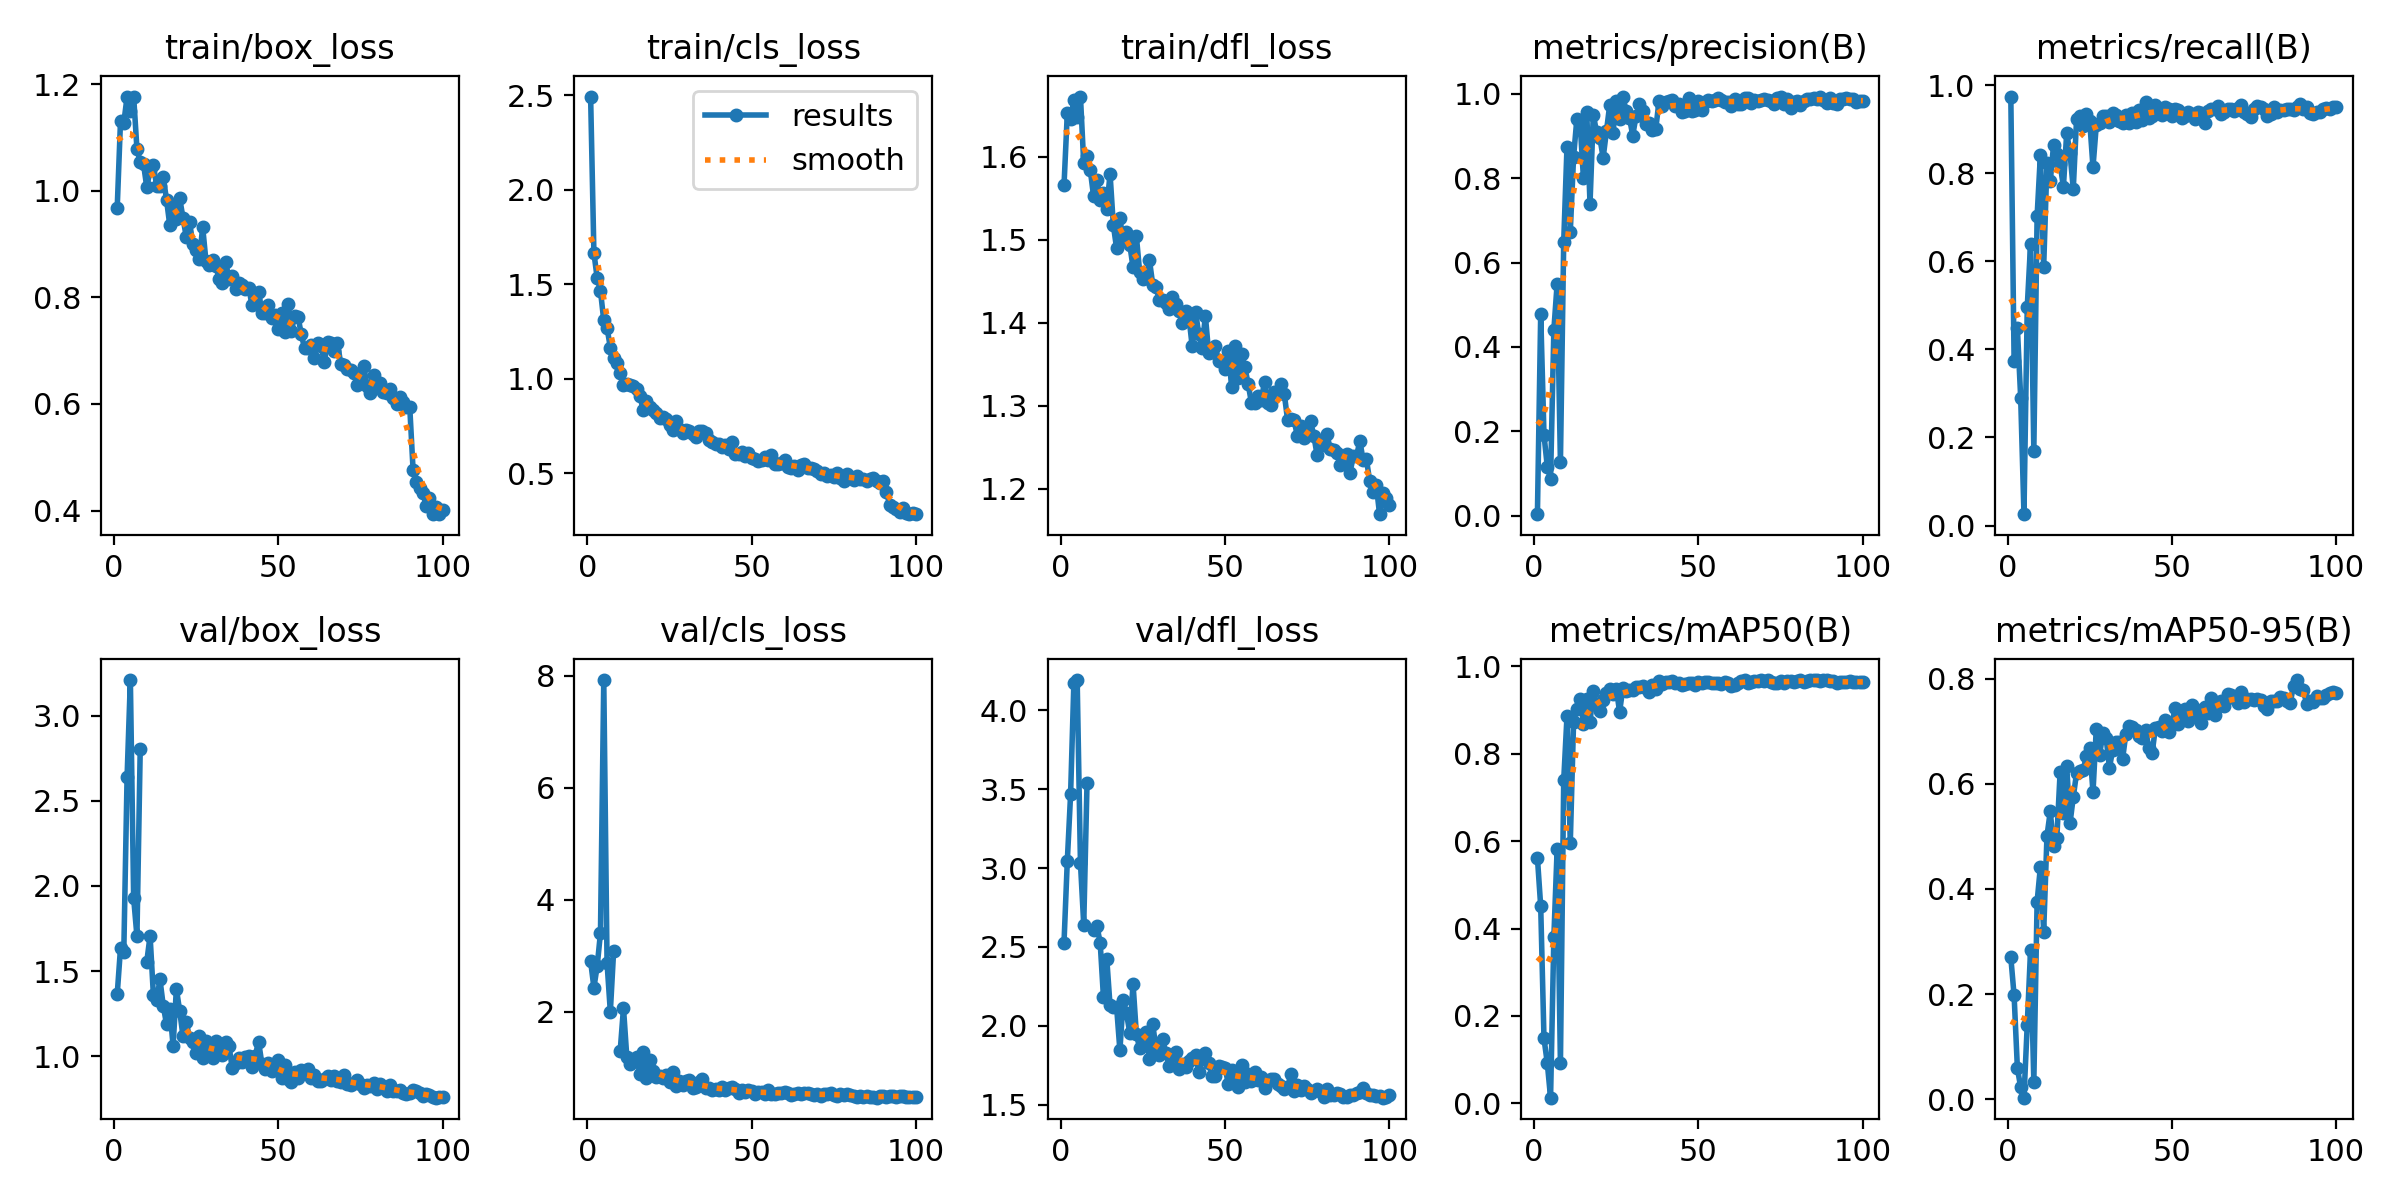 train/box_loss
1.2
1.0
0.8
0.6
0.4
0 50 100
train/cls_loss
2.5
2.0
1.5
1.0
0.5
0 50 100
results
smooth
train/dfl_loss
1.6
1.5
1.4
1.3
1.2
0 50 100
metrics/precision(B)
1.0
0.8
0.6
0.4
0.2
0.0
0 50 100
metrics/recall(B)
1.0
0.8
0.6
0.4
0.2
0.0
0 50 100
val/box_loss
3.0
2.5
2.0
1.5
1.0
0 50 100
val/cls_loss
8
6
4
2
0 50 100
val/dfl_loss
4.0
3.5
3.0
2.5
2.0
1.5
0 50 100
metrics/mAP50(B)
1.0
0.8
0.6
0.4
0.2
0.0
0 50 100
metrics/mAP50-95(B)
0.8
0.6
0.4
0.2
0.0
0 50 100